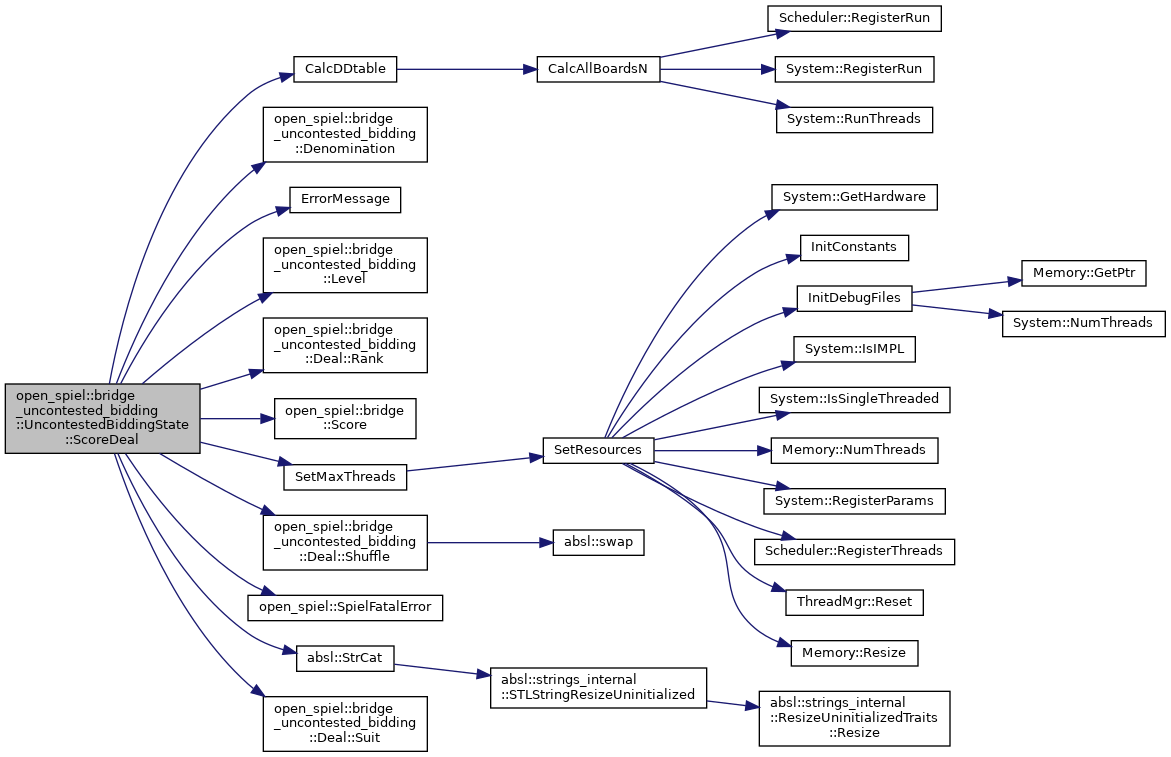 Scheduler::RegisterRun
CalcDDtable
CalcAllBoardsN
System::RegisterRun
System::RunThreads
open_spiel::bridge
_uncontested_bidding
::Denomination
ErrorMessage
System::GetHardware
open_spiel::bridge
_uncontested_bidding
::Level
InitConstants
Memory::GetPtr
InitDebugFiles
System::NumThreads
open_spiel::bridge
_uncontested_bidding
::Deal::Rank
System::IsIMPL
open_spiel::bridge
_uncontested_bidding
::UncontestedBiddingState
::ScoreDeal
open_spiel::bridge
::Score
System::IsSingleThreaded
SetMaxThreads
SetResources
Memory::NumThreads
System::RegisterParams
open_spiel::bridge
_uncontested_bidding
::Deal::Shuffle
absl::swap
Scheduler::RegisterThreads
open_spiel::SpielFatalError
ThreadMgr::Reset
absl::StrCat
Memory::Resize
absl::strings_internal
::STLStringResizeUninitialized
absl::strings_internal
::ResizeUninitializedTraits
::Resize
open_spiel::bridge
_uncontested_bidding
::Deal::Suit